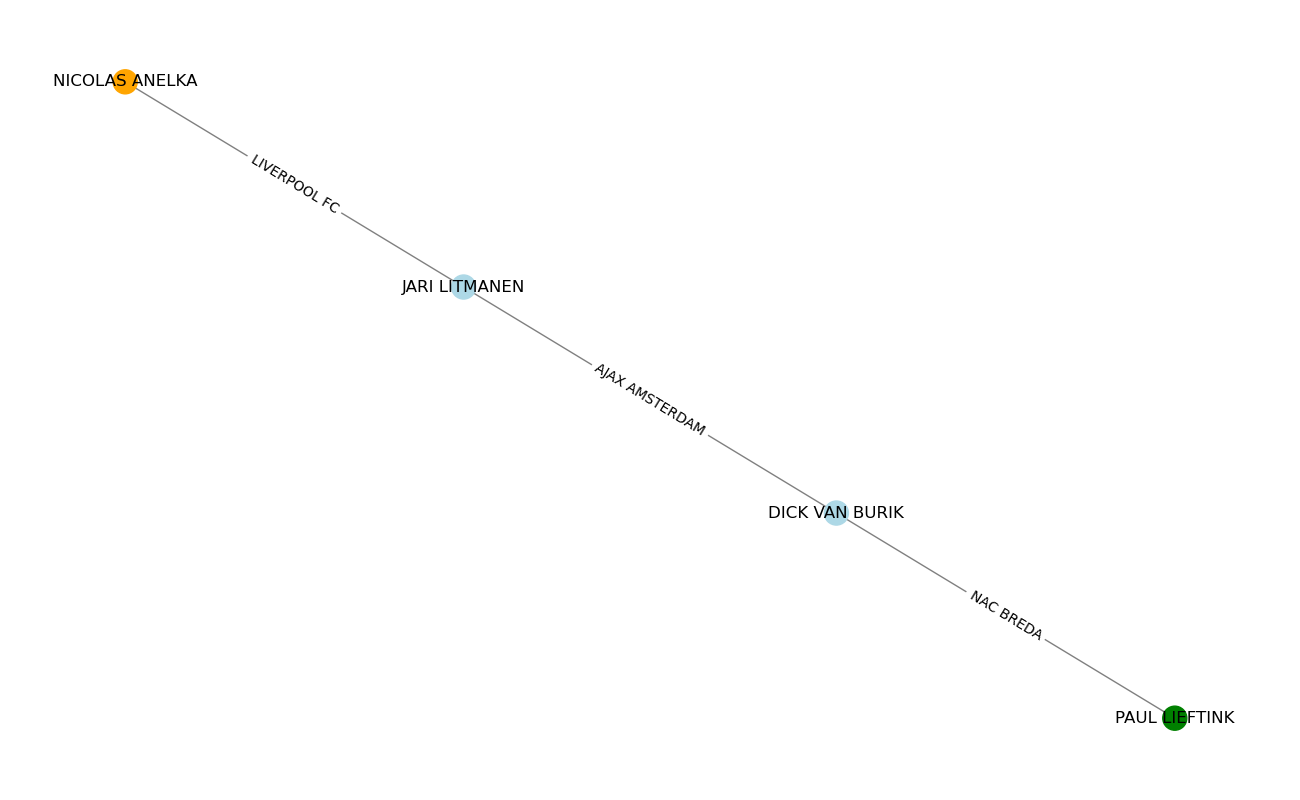 NICOLAS ANELKA
LIVERPOOL FC
JARI LITMANEN
AJAX AMSTERDAM
DICK VAN BURIK
NAC BREDA
PAUL LIEFTINK